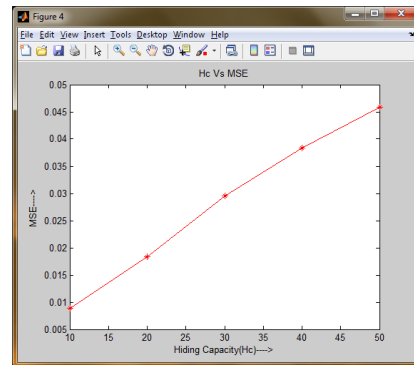 Figure 4
File Edit View Insert Tools Desktop Window Help
Hc Vs MSE
0.05
0.045
0.04
0.035
0.03
0.025
0.02
0.015
0.01
0.005
MSE---->
10 15 20 25 30 35 40 45 50
Hiding Capacity(Hc)---->